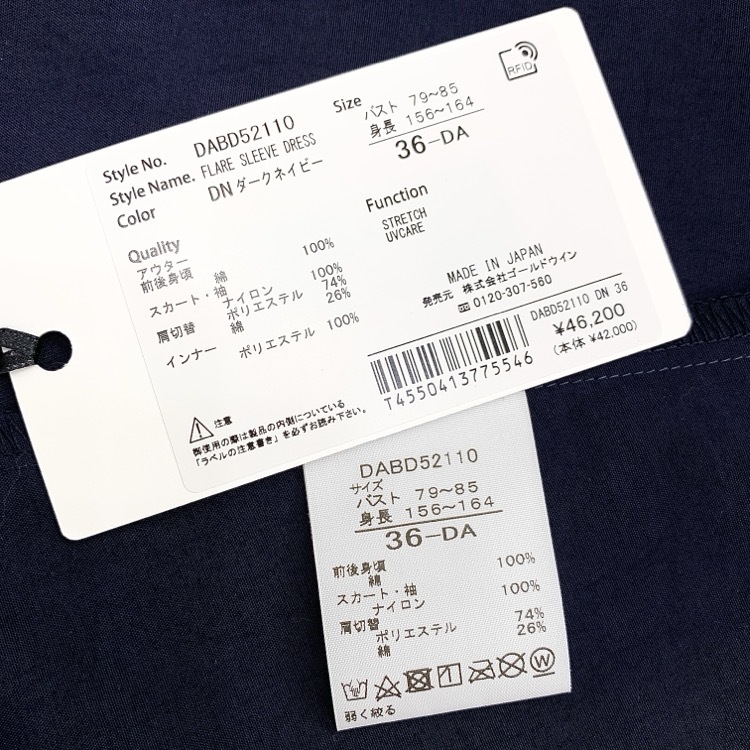 RFID
Style No. DABD52110
Style Name. FLARE SLEEVE DRESS
Color DNダークネイビー
Size バスト 79～85
身長 156～164
36-DA
Quality
アウター
前後身頃 綿 100%
スカート・袖 ナイロン 100%
肩切替 ポリエステル 74%
綿 26%
インナー ポリエステル 100%
Function
STRETCH
UVCARE
MADE IN JAPAN
発売元 株式会社ゴールドウイン
0120-307-560
DABD52110 DN 36
¥46,200
(本体 ¥42,000)
T4550413775546
注意
御使用の際は製品の内側についている
「ラベルの注意書き」を必ずお読み下さい。
DABD52110
サイズ
バスト 79～85
身長 156～164
36-DA
前後身頃
綿 100%
スカート・袖
ナイロン 100%
肩切替
ポリエステル 74%
綿 26%
W
弱く絞る